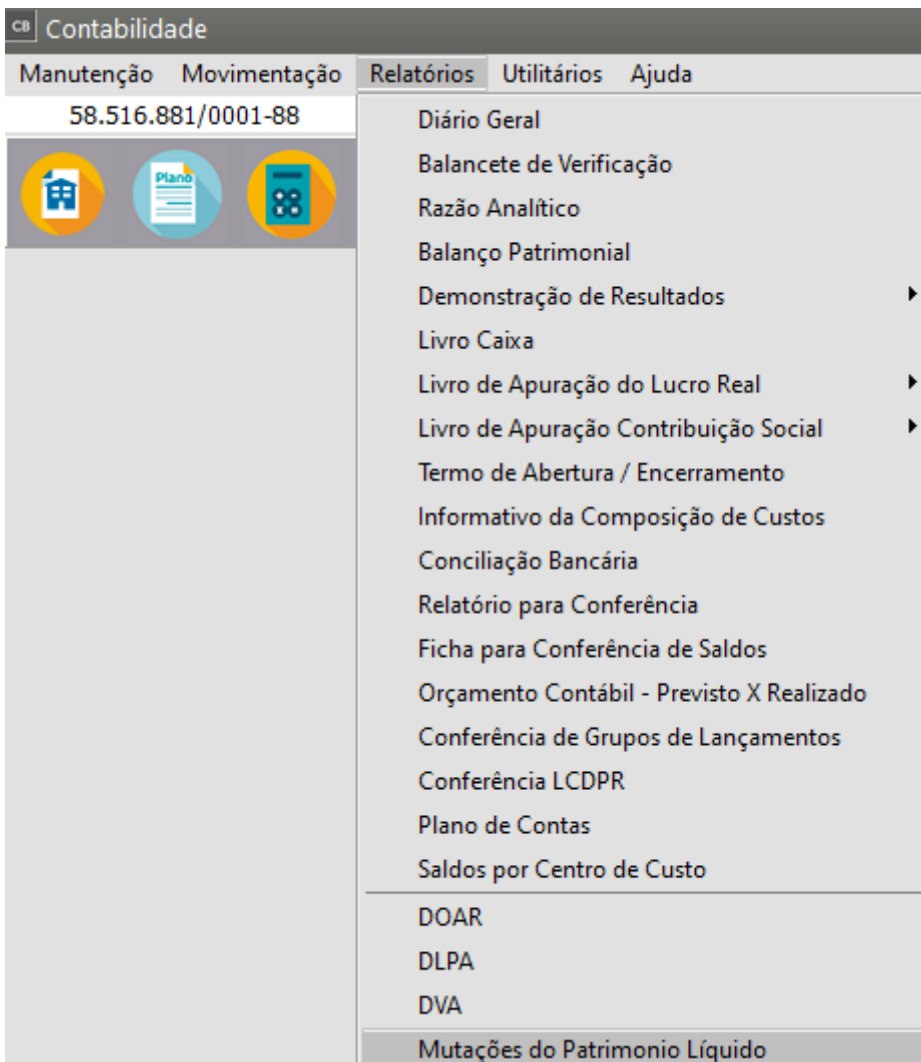 CB Contabilidade
Manutenção Movimentação Relatórios Utilitários Ajuda
58.516.881/0001-88
Plano
Diário Geral
Balancete de Verificação
Razão Analítico
Balanço Patrimonial
Demonstração de Resultados
Livro Caixa
Livro de Apuração do Lucro Real
Livro de Apuração Contribuição Social
Termo de Abertura / Encerramento
Informativo da Composição de Custos
Conciliação Bancária
Relatório para Conferência
Ficha para Conferência de Saldos
Orçamento Contábil - Previsto X Realizado
Conferência de Grupos de Lançamentos
Conferência LCDPR
Plano de Contas
Saldos por Centro de Custo
DOAR
DLPA
DVA
Mutações do Patrimonio Líquido